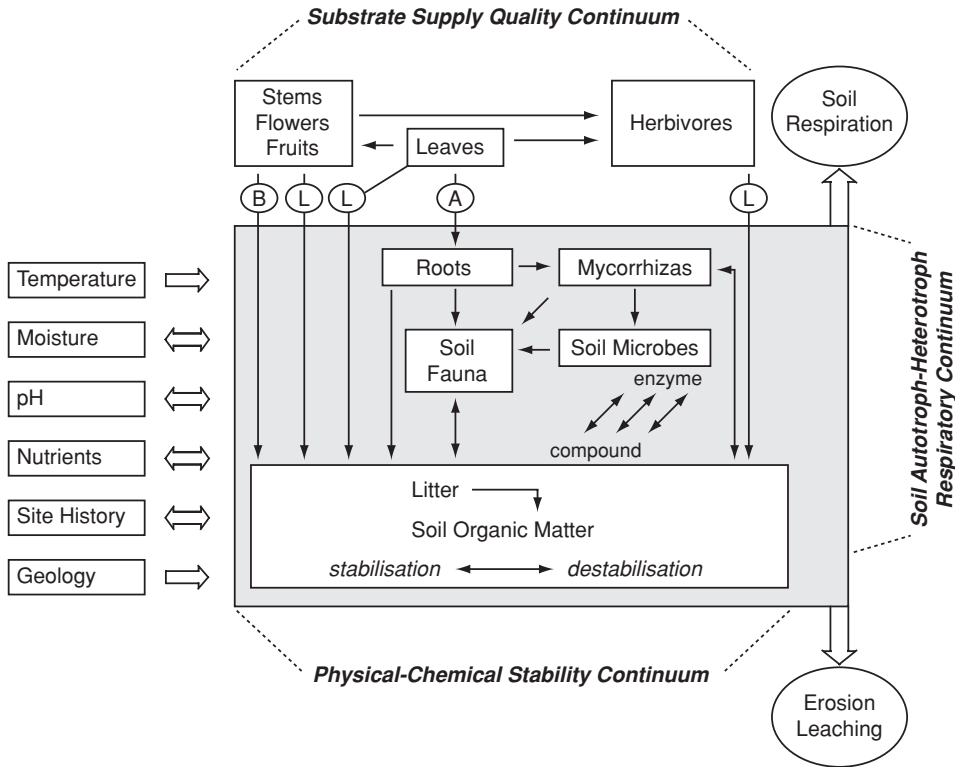 Substrate Supply Quality Continuum
Stems
Flowers
Fruits
Leaves
Herbivores
Soil
Respiration
B
L
L
A
L
Temperature
Moisture
pH
Nutrients
Site History
Geology
Roots
Mycorrhizas
Soil
Fauna
Soil Microbes
enzyme
compound
Litter
Soil Organic Matter
stabilisation
destabilisation
Soil Autotroph-Heterotroph
Respiratory Continuum
Physical-Chemical Stability Continuum
Erosion
Leaching